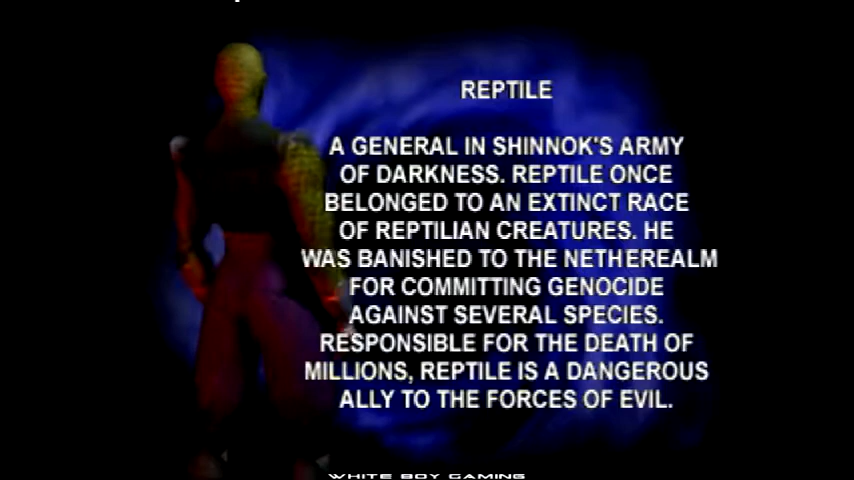 REPTILE
A GENERAL IN SHINNOK'S ARMY
OF DARKNESS. REPTILE ONCE
BELONGED TO AN EXTINCT RACE
OF REPTILIAN CREATURES. HE
WAS BANISHED TO THE NETHEREALM
FOR COMMITTING GENOCIDE
AGAINST SEVERAL SPECIES.
RESPONSIBLE FOR THE DEATH OF
MILLIONS, REPTILE IS A DANGEROUS
ALLY TO THE FORCES OF EVIL.
WHITE BOY GAMING